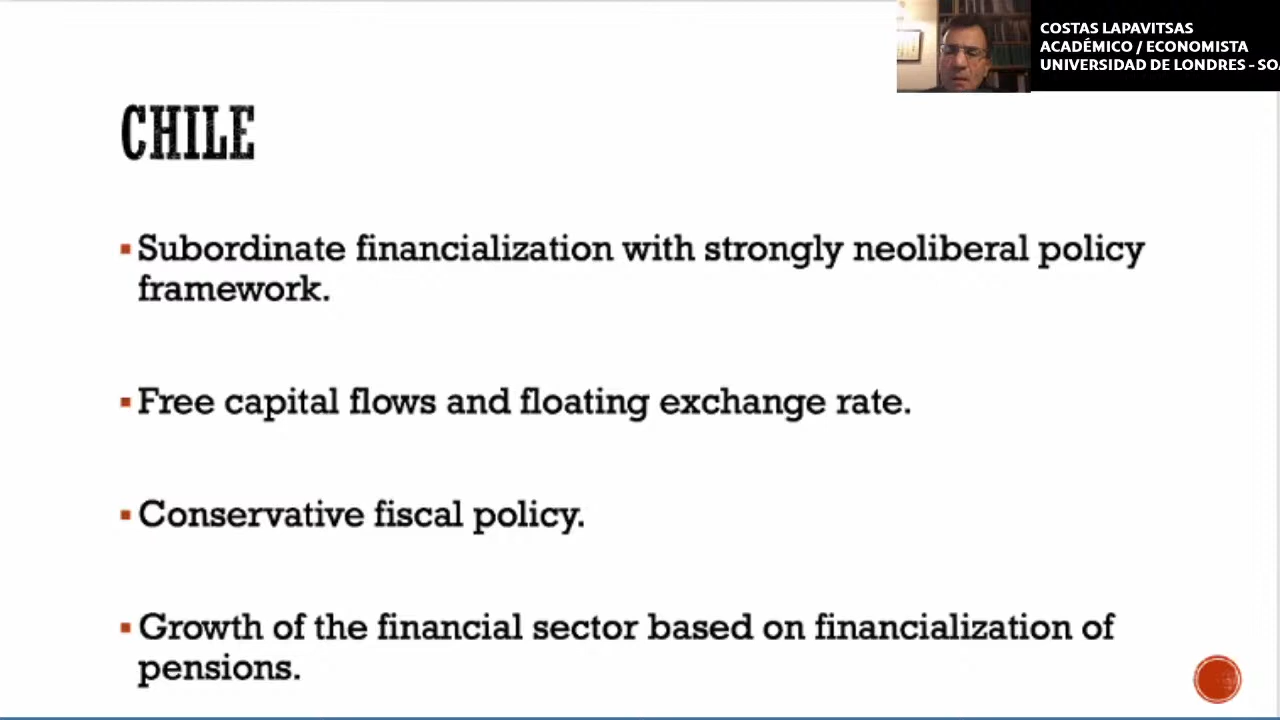 COSTAS LAPAVITSAS
ACADÉMICO / ECONOMISTA
UNIVERSIDAD DE LONDRES - SO
CHILE
▪ Subordinate financialization with strongly neoliberal policy
framework.
▪ Free capital flows and floating exchange rate.
▪ Conservative fiscal policy.
▪ Growth of the financial sector based on financialization of
pensions.